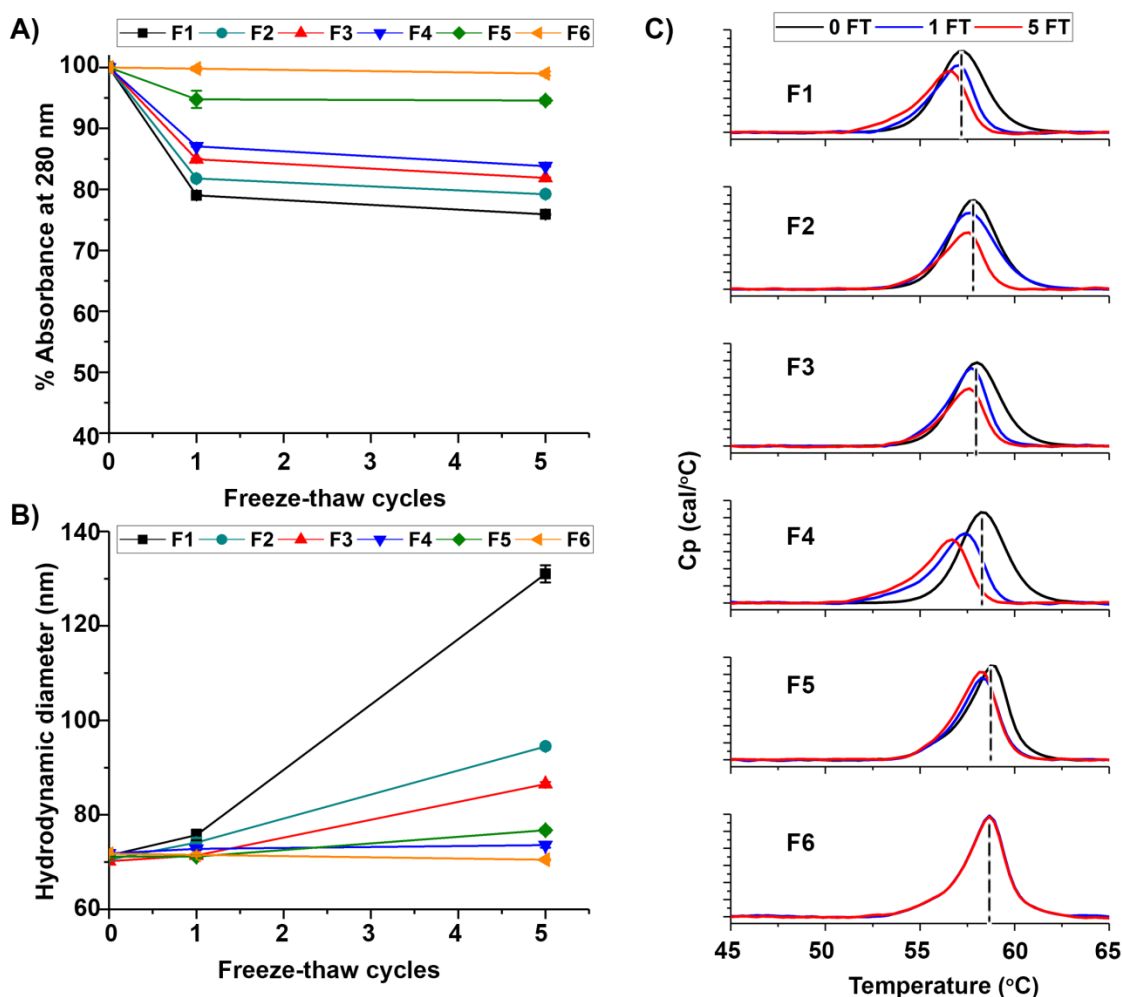 A)
F1 F2 F3 F4 F5 F6
100
90
80
70
60
50
40
% Absorbance at 280 nm
0 1 2 3 4 5
Freeze-thaw cycles
B)
F1 F2 F3 F4 F5 F6
140
120
100
80
60
Hydrodynamic diameter (nm)
0 1 2 3 4 5
Freeze-thaw cycles
C)
0 FT 1 FT 5 FT
F1
F2
F3
F4
F5
F6
Cp (cal/°C)
45 50 55 60 65
Temperature (°C)